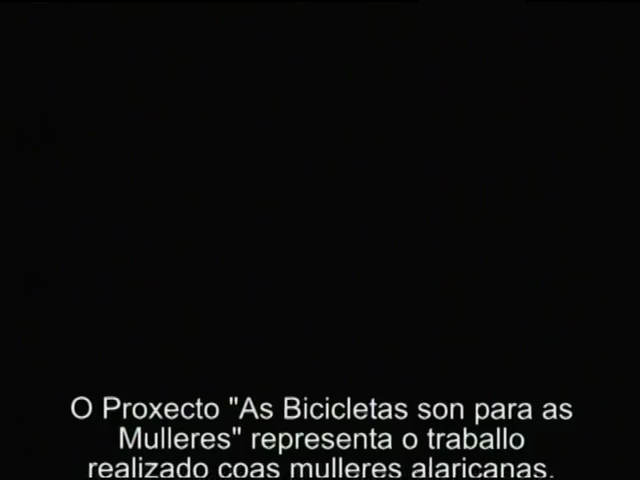 O Proxecto "As Bicicletas son para as
Mulleres" representa o traballo
realizado coas mulleres alaricanas.